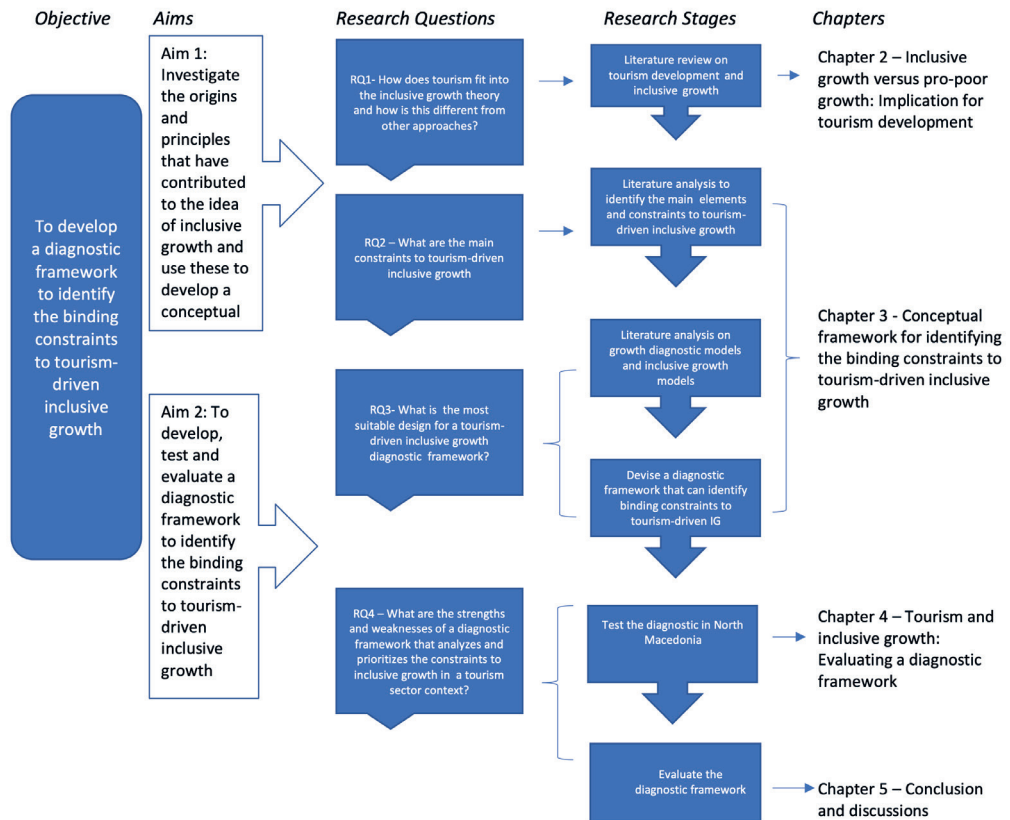 Objective
Aims
Research Questions
Research Stages
Chapters
To develop
a diagnostic
framework
to identify
the binding
constraints
to tourism-
driven
inclusive
growth
Aim 1:
Investigate
the origins
and
principles
that have
contributed
to the idea
of inclusive
growth and
use these to
develop a
conceptual
Aim 2: To
develop,
test and
evaluate a
diagnostic
framework
to identify
the binding
constraints
to tourism-
driven
inclusive
growth
RQ1- How does tourism fit into
the inclusive growth theory
and how is this different from
other approaches?
RQ2 – What are the main
constraints to tourism-driven
inclusive growth
RQ3- What is the most
suitable design for a tourism-
driven inclusive growth
diagnostic framework?
RQ4 – What are the strengths
and weaknesses of a diagnostic
framework that analyzes and
prioritizes the constraints to
inclusive growth in a tourism
sector context?
Literature review on
tourism development and
inclusive growth
Literature analysis to
identify the main elements
and constraints to tourism-
driven inclusive growth
Literature analysis on
growth diagnostic models
and inclusive growth
models
Devise a diagnostic
framework that can identify
binding constraints to
tourism-driven IG
Test the diagnostic in North
Macedonia
Evaluate the
diagnostic framework
Chapter 2 – Inclusive
growth versus pro-poor
growth: Implication for
tourism development
Chapter 3 - Conceptual
framework for identifying
the binding constraints to
tourism-driven inclusive
growth
Chapter 4 – Tourism and
inclusive growth:
Evaluating a diagnostic
framework
Chapter 5 – Conclusion
and discussions